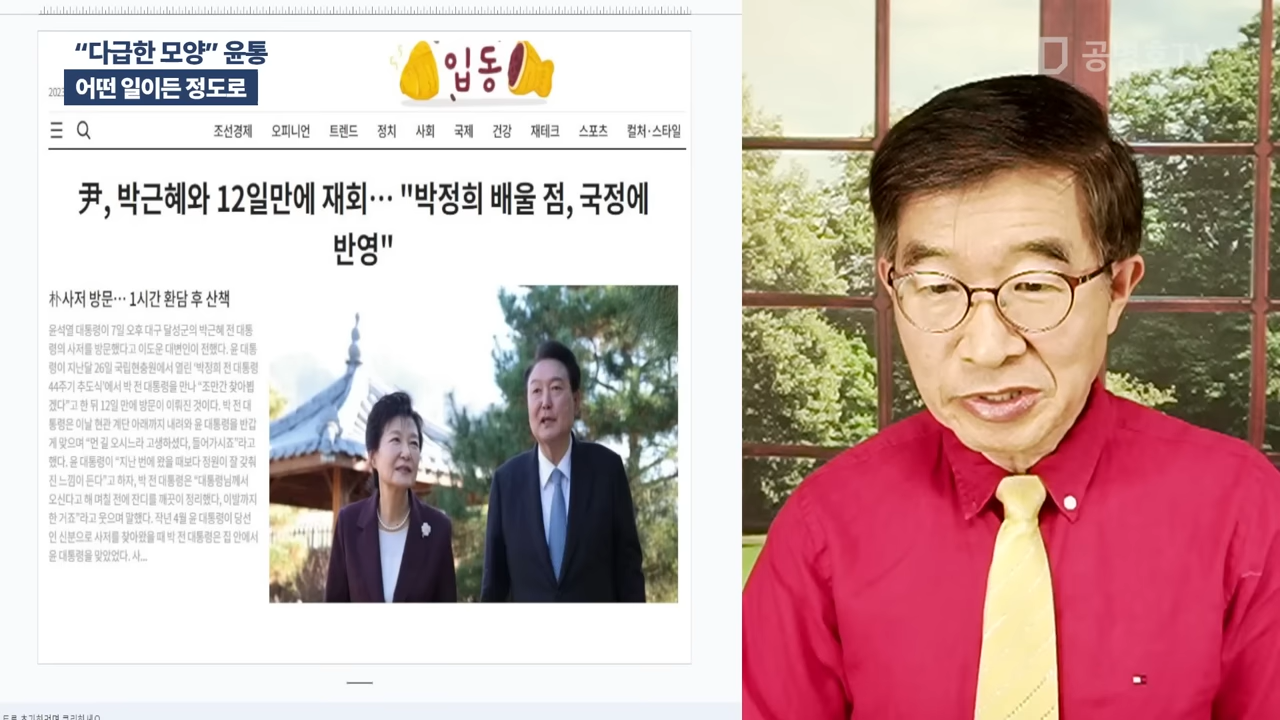 “다급한 모양” 윤통
어떤 일이든 정도로
입동
공병호TV
조선경제 오피니언 트렌드 정치 사회 국제 건강 재테크 스포츠 컬처·스타일
尹, 박근혜와 12일만에 재회… "박정희 배울 점, 국정에
반영"
朴사저 방문… 1시간 환담 후 산책
윤석열 대통령이 7일 오후 대구 달성군의 박근혜 전 대통
령의 사저를 방문했다고 이도운 대변인이 전했다. 윤 대통
령이 지난달 26일 국립현충원에서 열린 ‘박정희 전 대통령
44주기 추도식’에서 박 전 대통령을 만나 “조만간 찾아뵙
겠다”고 한 뒤 12일 만에 방문이 이뤄진 것이다. 박 전 대
통령은 이날 현관 계단 아래까지 내려와 윤 대통령을 반갑
게 맞으며 “먼 길 오시느라 고생하셨다, 들어가시죠”라고
했다. 윤 대통령이 “지난 번에 왔을 때보다 정원이 잘 갖춰
진 느낌이 든다”고 하자, 박 전 대통령은 “대통령님께서
오신다고 해 며칠 전에 잔디를 깨끗이 정리했다, 이발까지
한 거죠”라고 웃으며 말했다. 작년 4월 윤 대통령이 당선
인 신분으로 사저를 찾아왔을 때 박 전 대통령은 집 안에서
윤 대통령을 맞았었다. 사...